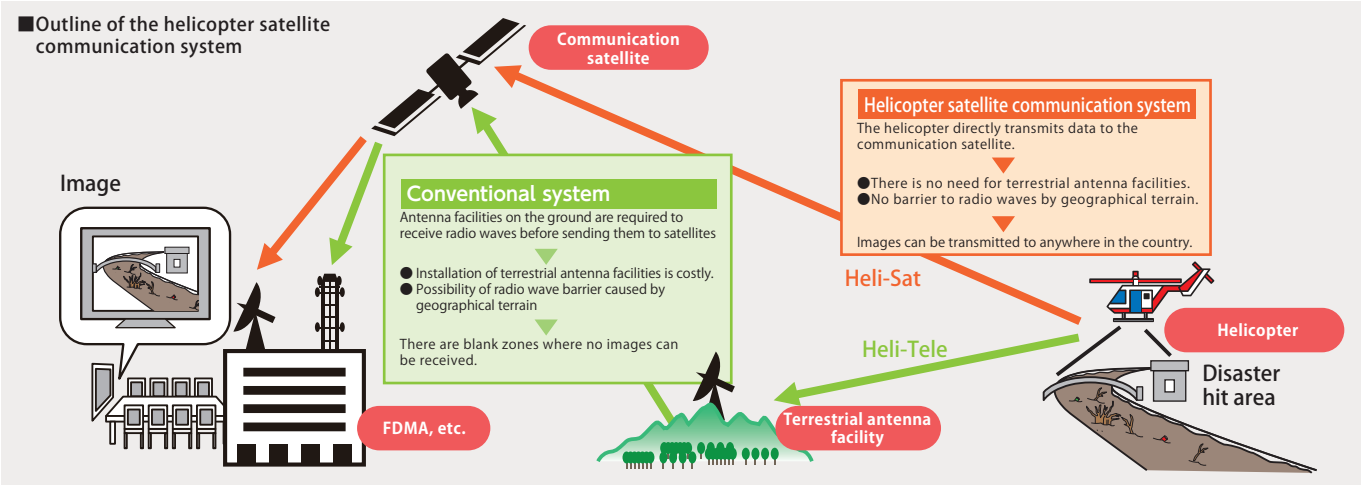 ■Outline of the helicopter satellite
communication system
Communication
satellite
Helicopter satellite communication system
The helicopter directly transmits data to the
communication satellite.
●There is no need for terrestrial antenna facilities.
●No barrier to radio waves by geographical terrain.
Images can be transmitted to anywhere in the country.
Image
Conventional system
Antenna facilities on the ground are required to
receive radio waves before sending them to satellites
● Installation of terrestrial antenna facilities is costly.
● Possibility of radio wave barrier caused by
geographical terrain
There are blank zones where no images can
be received.
Heli-Sat
Heli-Tele
Helicopter
Disaster
hit area
FDMA, etc.
Terrestrial antenna
facility